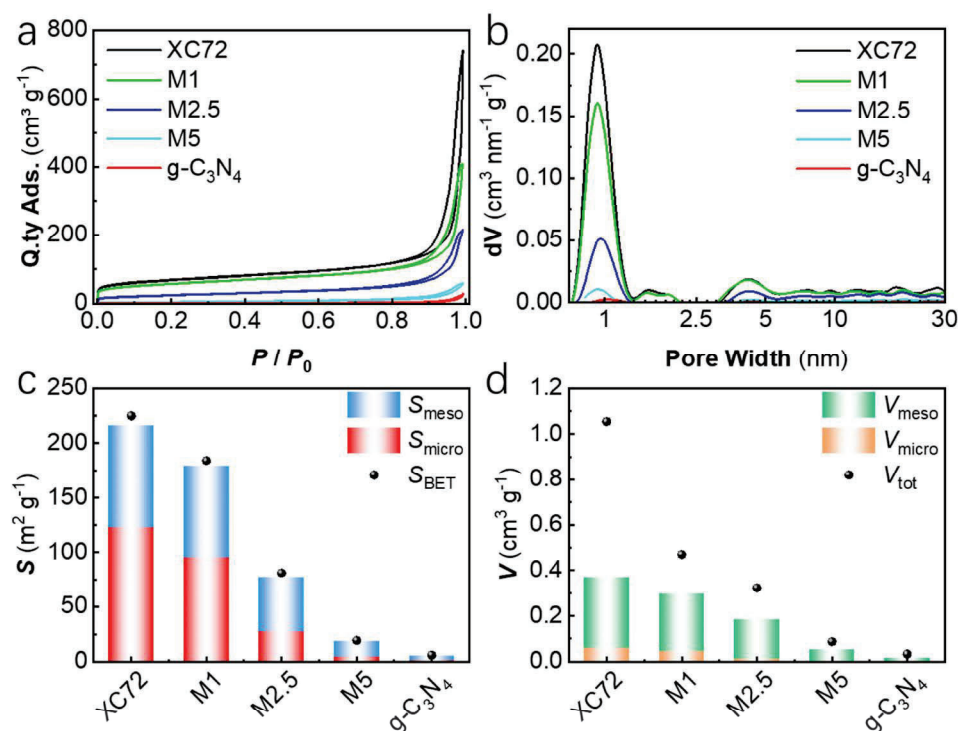 a
800
600
400
200
0
Q.ty Ads. (cm³ g⁻¹)
XC72
M1
M2.5
M5
g-C₃N₄
0.0 0.2 0.4 0.6 0.8 1.0
P / P₀
b
0.20
0.15
0.10
0.05
0.00
dV (cm³ nm⁻¹ g⁻¹)
XC72
M1
M2.5
M5
g-C₃N₄
1 2.5 5 10 30
Pore Width (nm)
c
250
200
150
100
50
0
S (m² g⁻¹)
Smeso
Smicro
SBET
XC72 M1 M2.5 M5 g-C₃N₄
d
1.2
1.0
0.8
0.6
0.4
0.2
0.0
V (cm³ g⁻¹)
Vmeso
Vmicro
Vtot
XC72 M1 M2.5 M5 g-C₃N₄